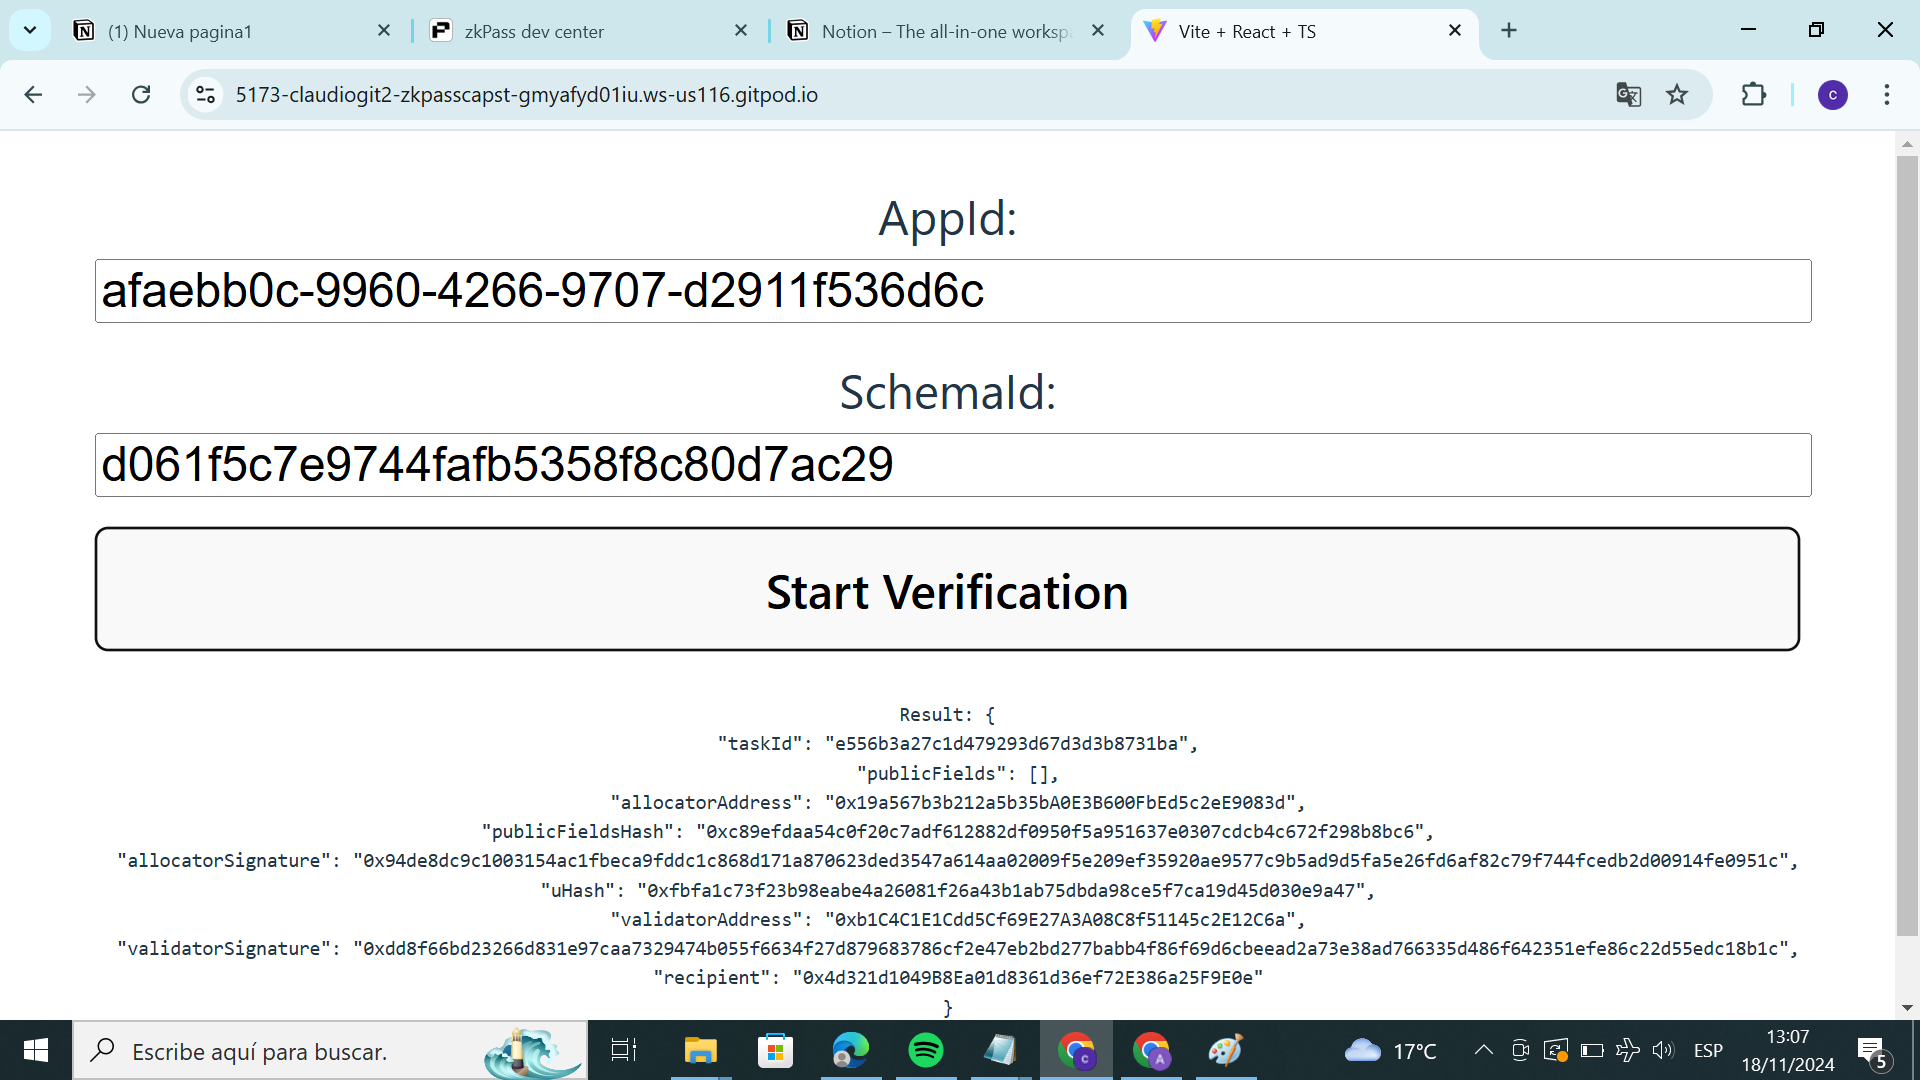 (1) Nueva pagina1
zkPass dev center
Notion – The all-in-one worksp
Vite + React + TS
5173-claudiogit2-zkpasscapst-gmyafyd01iu.ws-us116.gitpod.io
c
AppId:
afaebb0c-9960-4266-9707-d2911f536d6c
SchemaId:
d061f5c7e9744fafb5358f8c80d7ac29
Start Verification
Result: {
"taskId": "e556b3a27c1d479293d67d3d3b8731ba",
"publicFields": [],
"allocatorAddress": "0x19a567b3b212a5b35bA0E3B600FbEd5c2eE9083d",
"publicFieldsHash": "0xc89efdaa54c0f20c7adf612882df0950f5a951637e0307cdcb4c672f298b8bc6",
"allocatorSignature": "0x94de8dc9c1003154ac1fbeca9fddc1c868d171a870623ded3547a614aa02009f5e209ef35920ae9577c9b5ad9d5fa5e26fd6af82c79f744fcedb2d00914fe0951c",
"uHash": "0xfbfa1c73f23b98eabe4a26081f26a43b1ab75dbda98ce5f7ca19d45d030e9a47",
"validatorAddress": "0xb1C4C1E1Cdd5Cf69E27A3A08C8f51145c2E12C6a",
"validatorSignature": "0xdd8f66bd23266d831e97caa7329474b055f6634f27d879683786cf2e47eb2bd277babb4f86f69d6cbeead2a73e38ad766335d486f642351efe86c22d55edc18b1c",
"recipient": "0x4d321d1049B8Ea01d8361d36ef72E386a25F9E0e"
}
Escribe aquí para buscar.
C
A
17°C
ESP
13:07
18/11/2024
5